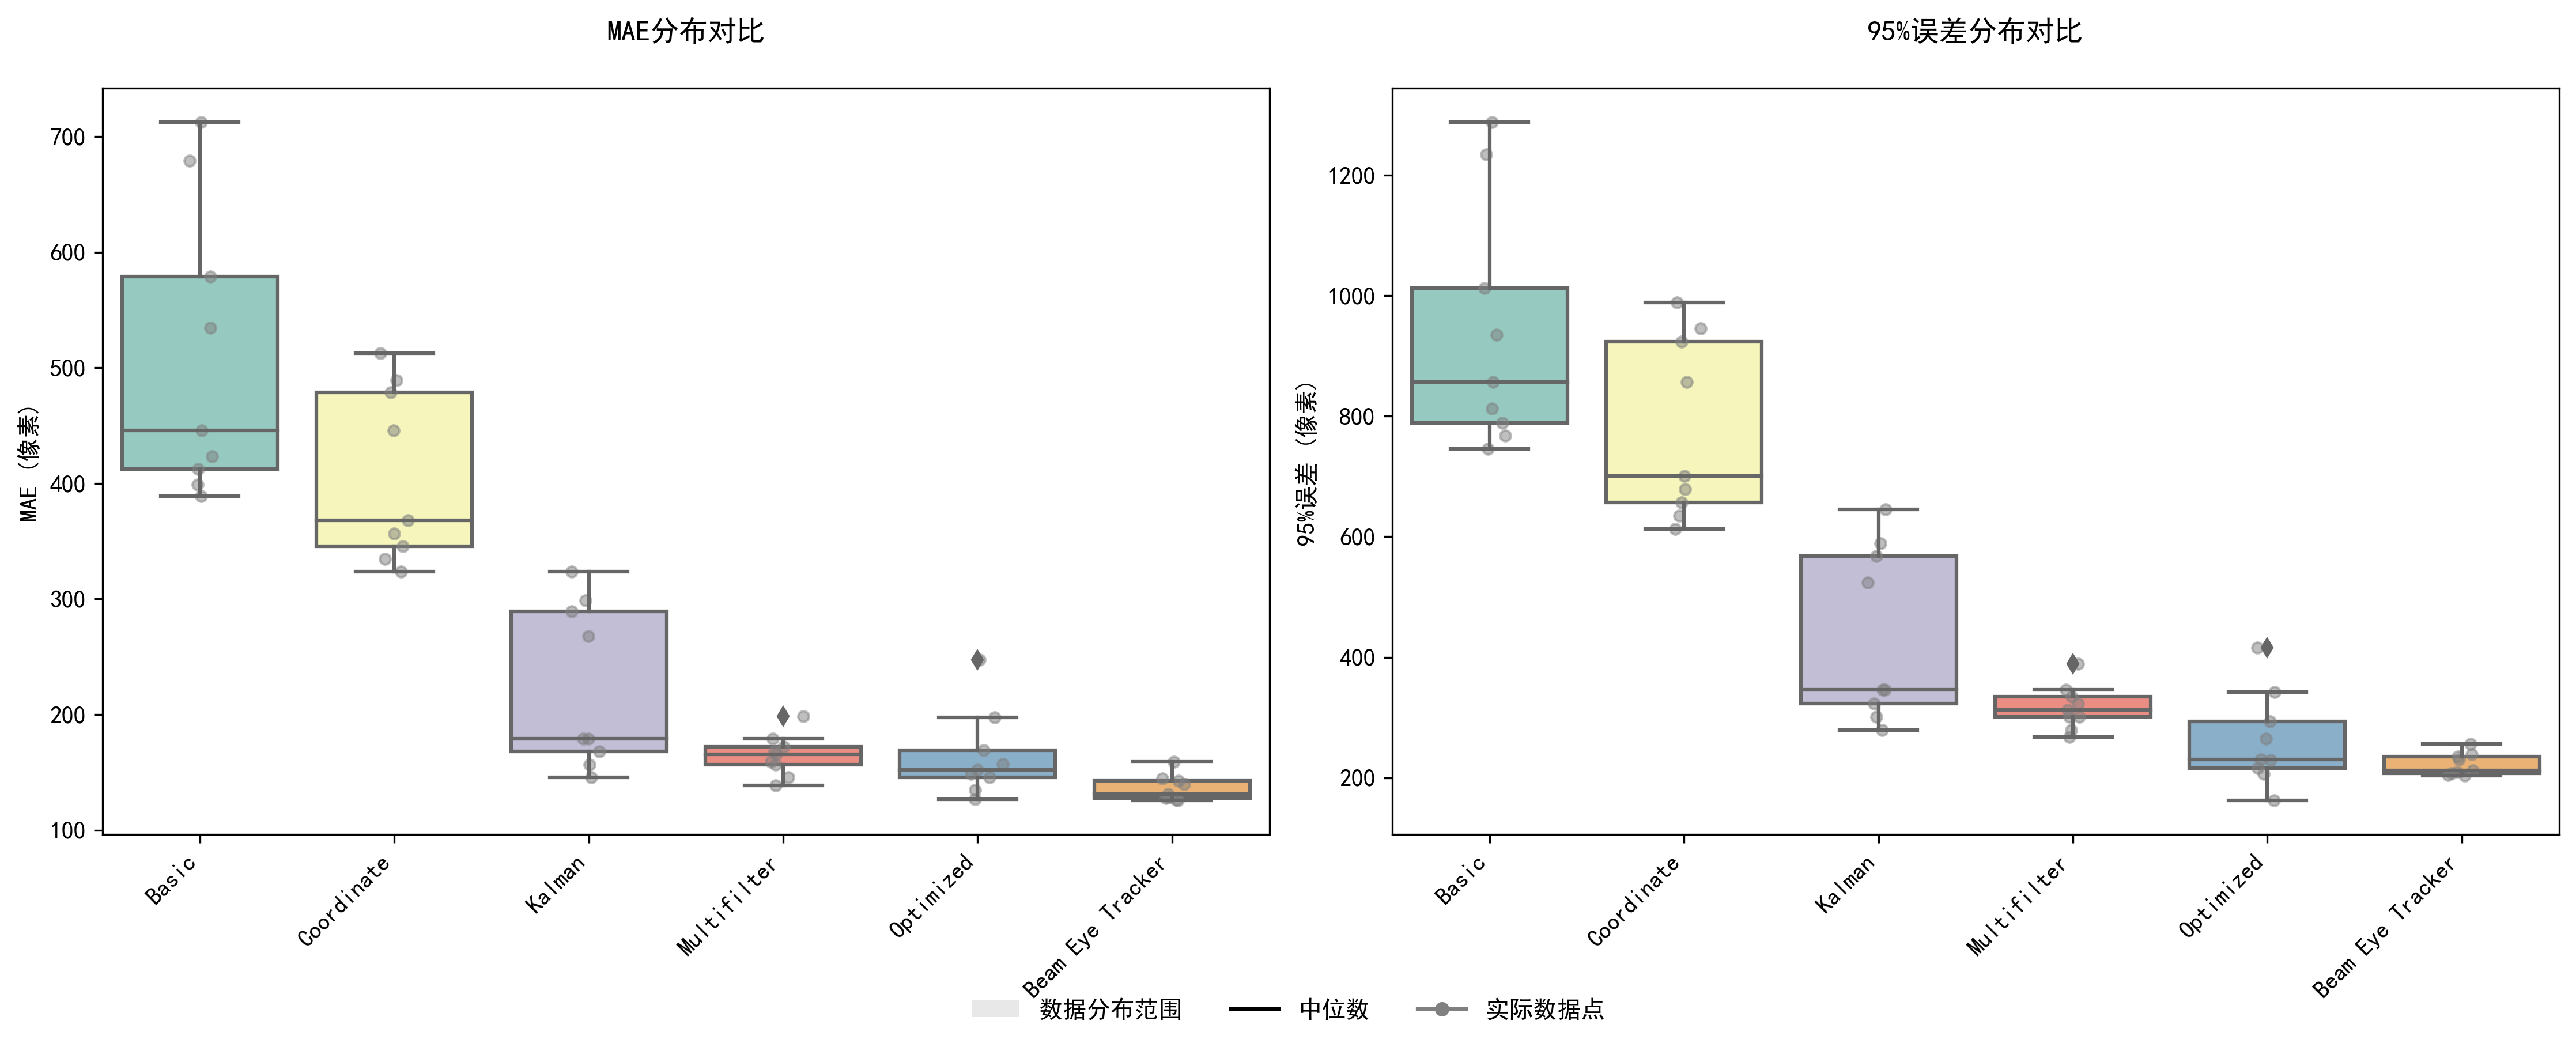 MAE分布对比
MAE (像素)
700
600
500
400
300
200
100
Basic
Coordinate
Kalman
Multifilter
Optimized
Beam Eye Tracker
95%误差分布对比
95%误差 (像素)
1200
1000
800
600
400
200
Basic
Coordinate
Kalman
Multifilter
Optimized
Beam Eye Tracker
数据分布范围
中位数
实际数据点